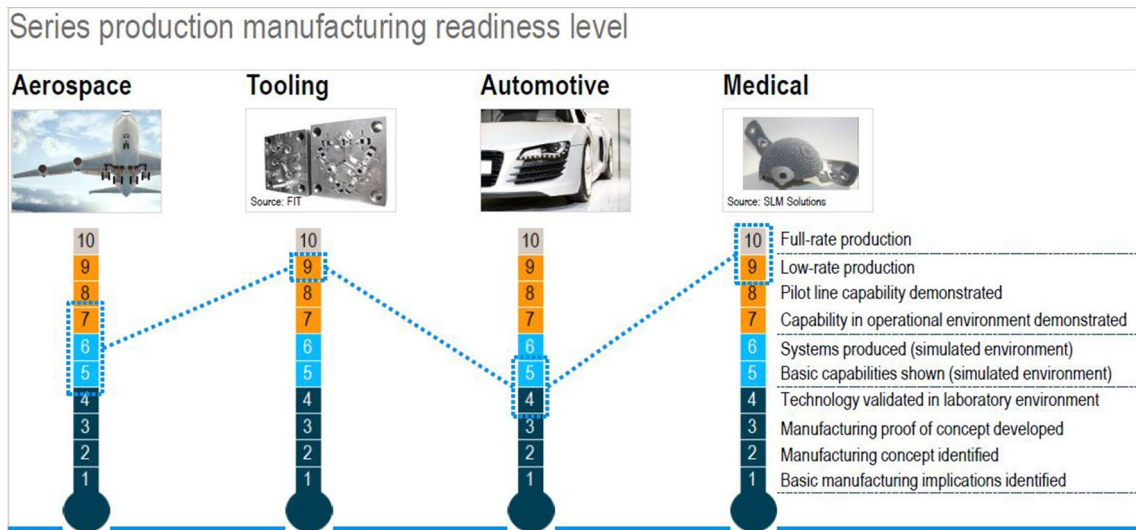 Series production manufacturing readiness level
Aerospace
Tooling
Automotive
Medical
Source: FIT
Source: SLM Solutions
10 10 10 10 Full-rate production
9 9 9 9 Low-rate production
8 8 8 8 Pilot line capability demonstrated
7 7 7 7 Capability in operational environment demonstrated
6 6 6 6 Systems produced (simulated environment)
5 5 5 5 Basic capabilities shown (simulated environment)
4 4 4 4 Technology validated in laboratory environment
3 3 3 3 Manufacturing proof of concept developed
2 2 2 2 Manufacturing concept identified
1 1 1 1 Basic manufacturing implications identified